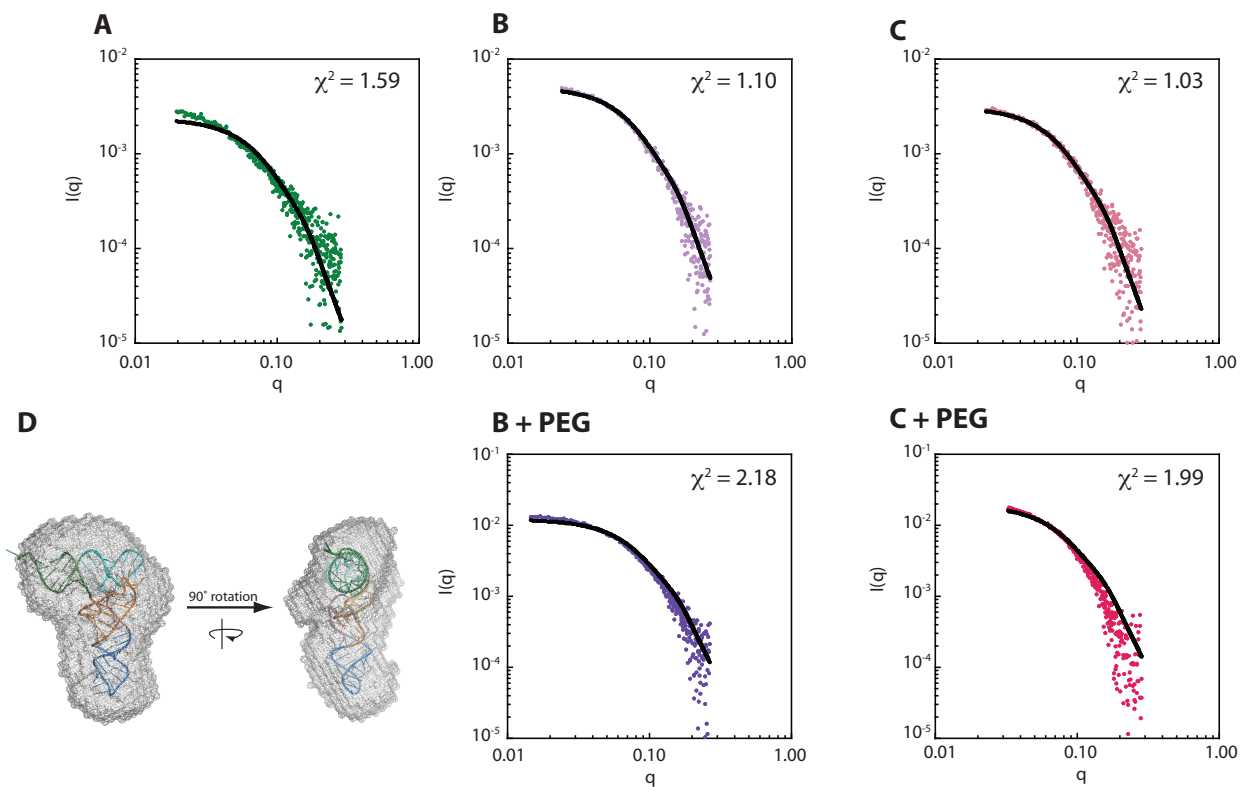 A
10⁻²
10⁻³
10⁻⁴
10⁻⁵
I(q)
χ² = 1.59
0.01 0.10 1.00
q
B
10⁻²
10⁻³
10⁻⁴
10⁻⁵
I(q)
χ² = 1.10
0.01 0.10 1.00
q
C
10⁻²
10⁻³
10⁻⁴
10⁻⁵
I(q)
χ² = 1.03
0.01 0.10 1.00
q
D
90° rotation
B + PEG
10⁻¹
10⁻²
10⁻³
10⁻⁴
10⁻⁵
I(q)
χ² = 2.18
0.01 0.10 1.00
q
C + PEG
10⁻¹
10⁻²
10⁻³
10⁻⁴
10⁻⁵
I(q)
χ² = 1.99
0.01 0.10 1.00
q